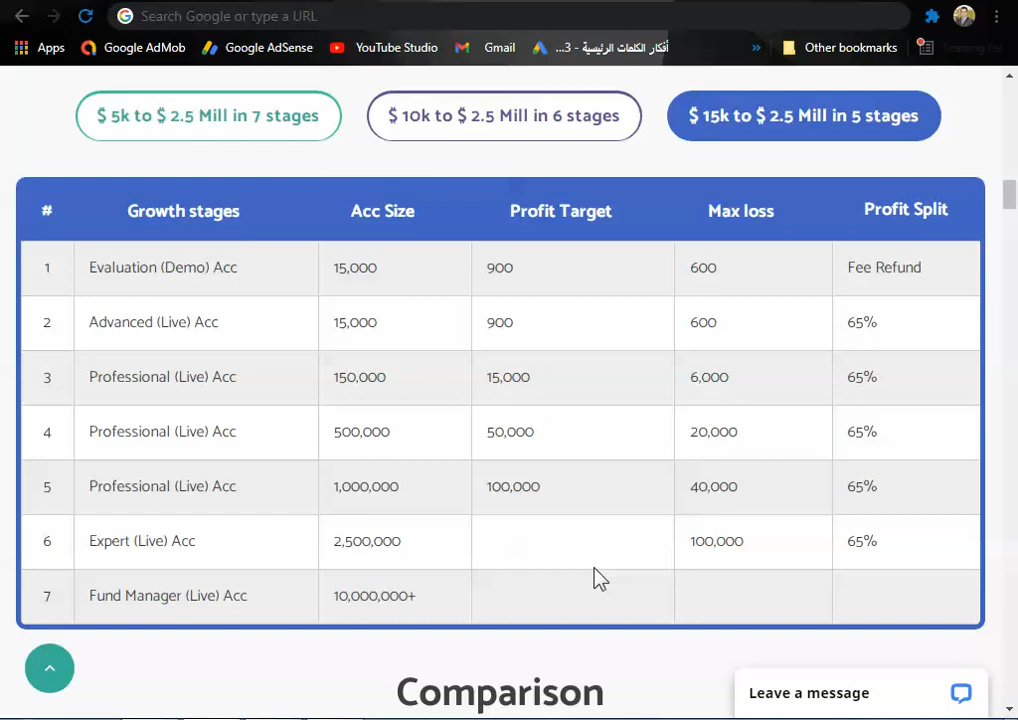 Search Google or type a URL
Apps Google AdMob Google AdSense YouTube Studio Gmail أفكار الكلمات الرئيسية - 3... » Other bookmarks Reading list
$ 5k to $ 2.5 Mill in 7 stages $ 10k to $ 2.5 Mill in 6 stages $ 15k to $ 2.5 Mill in 5 stages
# Growth stages Acc Size Profit Target Max loss Profit Split
1 Evaluation (Demo) Acc 15,000 900 600 Fee Refund
2 Advanced (Live) Acc 15,000 900 600 65%
3 Professional (Live) Acc 150,000 15,000 6,000 65%
4 Professional (Live) Acc 500,000 50,000 20,000 65%
5 Professional (Live) Acc 1,000,000 100,000 40,000 65%
6 Expert (Live) Acc 2,500,000 100,000 65%
7 Fund Manager (Live) Acc 10,000,000+
Comparison
Leave a message